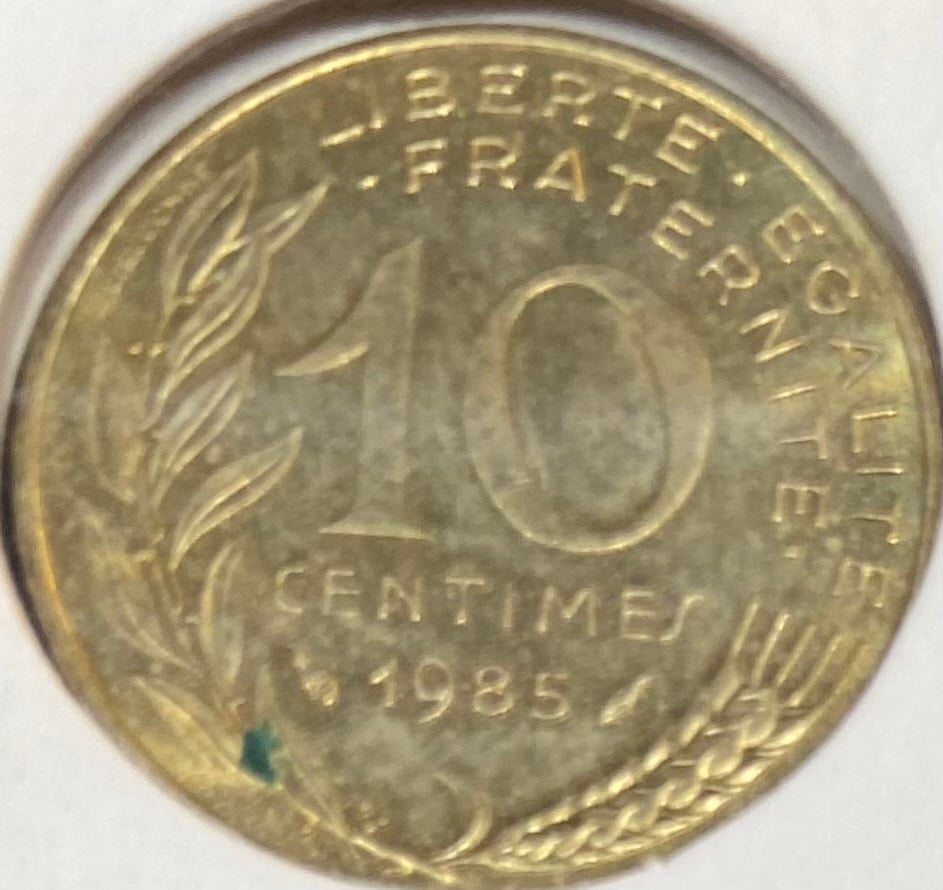 LIBERTE · EGALITE
· FRATERNITE ·
10
CENTIMES
1985